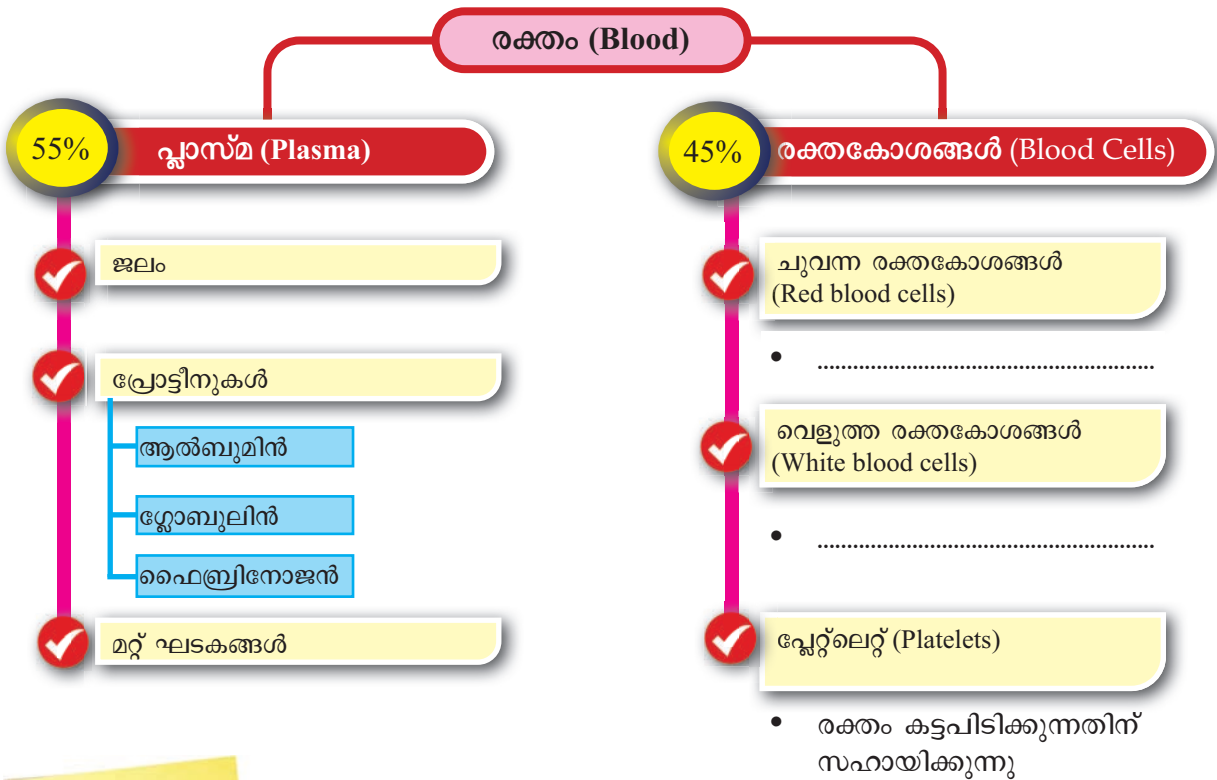 രക്തം (Blood)
55%
പ്ലാസ്മ (Plasma)
ജലം
പ്രോട്ടീനുകൾ
ആൽബുമിൻ
ഗ്ലോബുലിൻ
ഫൈബ്രിനോജൻ
മറ്റ് ഘടകങ്ങൾ
45%
രക്തകോശങ്ങൾ (Blood Cells)
ചുവന്ന രക്തകോശങ്ങൾ
(Red blood cells)
• ........................................................
വെളുത്ത രക്തകോശങ്ങൾ
(White blood cells)
• ........................................................
പ്ലേറ്റ്‌ലെറ്റ് (Platelets)
• രക്തം കട്ടപിടിക്കുന്നതിന്
സഹായിക്കുന്നു